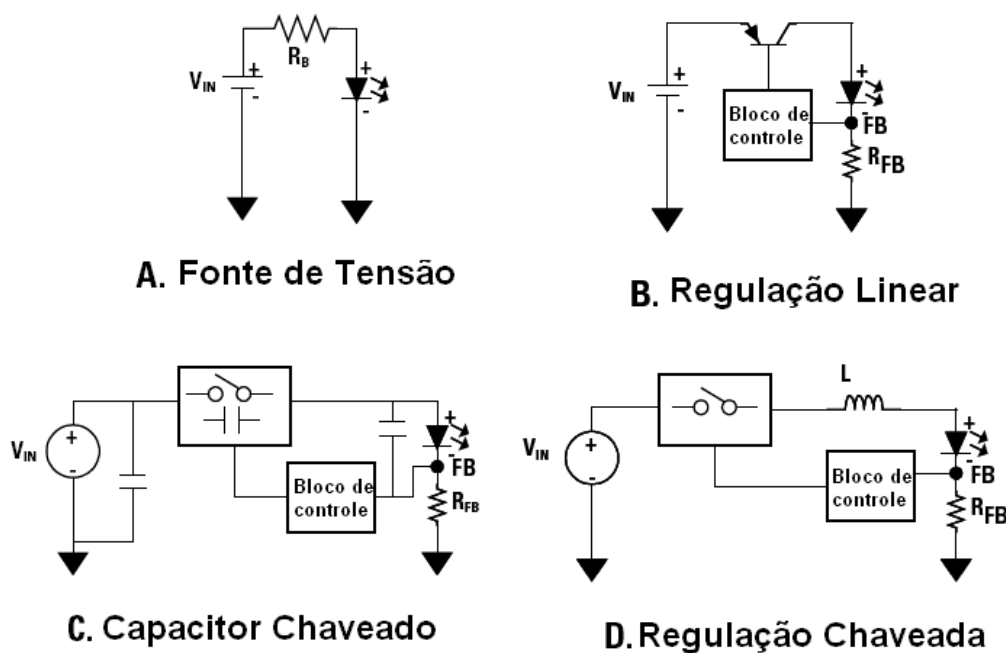 +
R_B
V_IN
+
-
+
-
A. Fonte de Tensão
V_IN
+
-
Bloco de
controle
+
-
FB
R_FB
B. Regulação Linear
V_IN
+
-
Bloco de
controle
+
-
FB
R_FB
C. Capacitor Chaveado
L
V_IN
+
-
Bloco de
controle
+
-
FB
R_FB
D. Regulação Chaveada